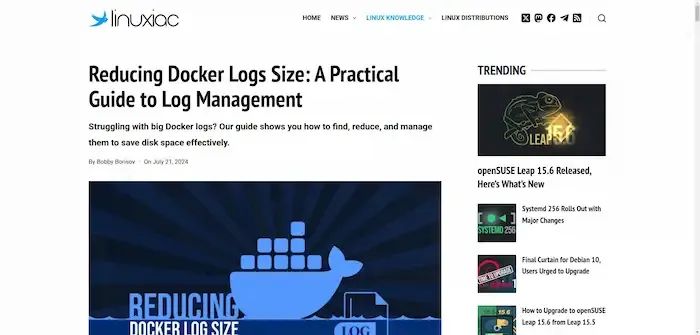 linuxiac
HOME NEWS LINUX KNOWLEDGE LINUX DISTRIBUTIONS
Reducing Docker Logs Size: A Practical
Guide to Log Management
Struggling with big Docker logs? Our guide shows you how to find, reduce, and manage
them to save disk space effectively.
By Bobby Borisov On July 21, 2024
REDUCING
DOCKER LOG SIZE
LOG
TRENDING
LEAP 15.6
openSUSE Leap 15.6 Released,
Here's What's New
SYSTEMD 256
Systemd 256 Rolls Out with
Major Changes
TIME TO UPGRADE
Final Curtain for Debian 10,
Users Urged to Upgrade
How to Upgrade to openSUSE
Leap 15.6 from Leap 15.5